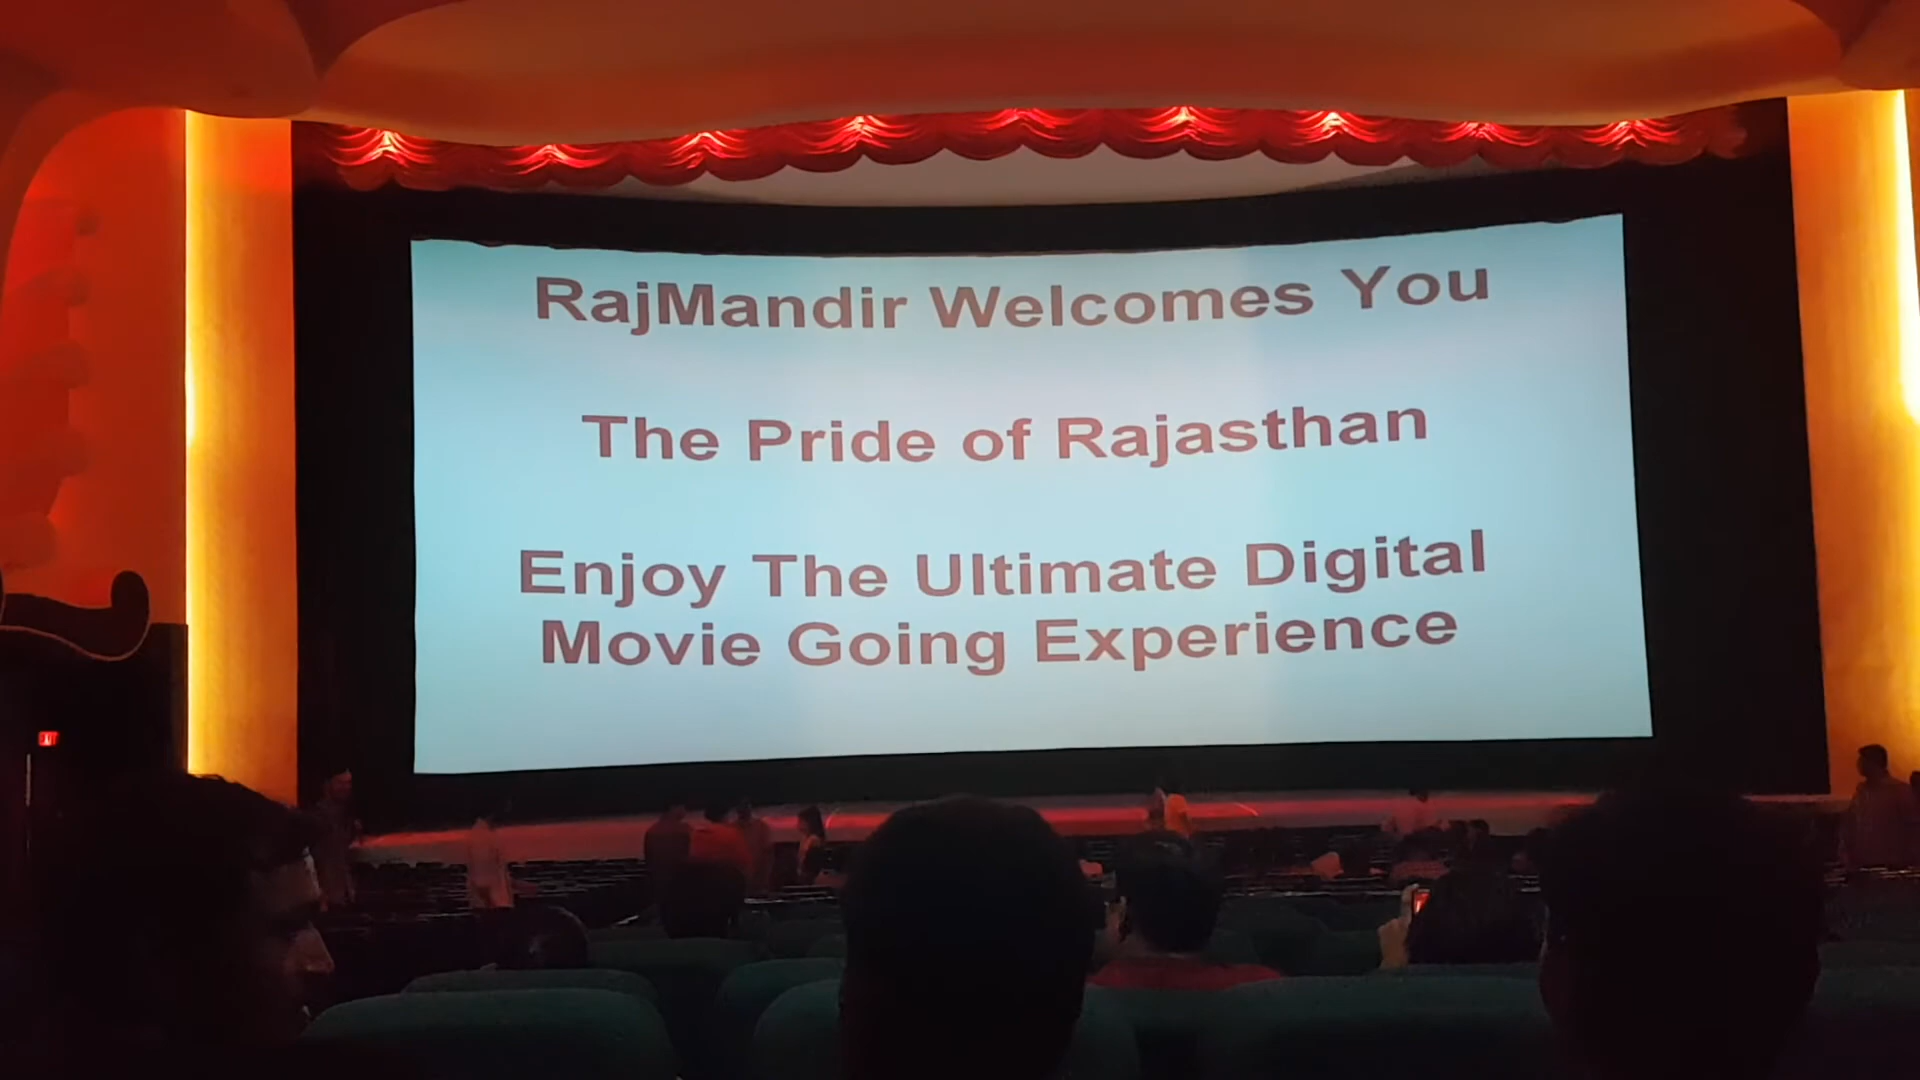 RajMandir Welcomes You
The Pride of Rajasthan
Enjoy The Ultimate Digital
Movie Going Experience